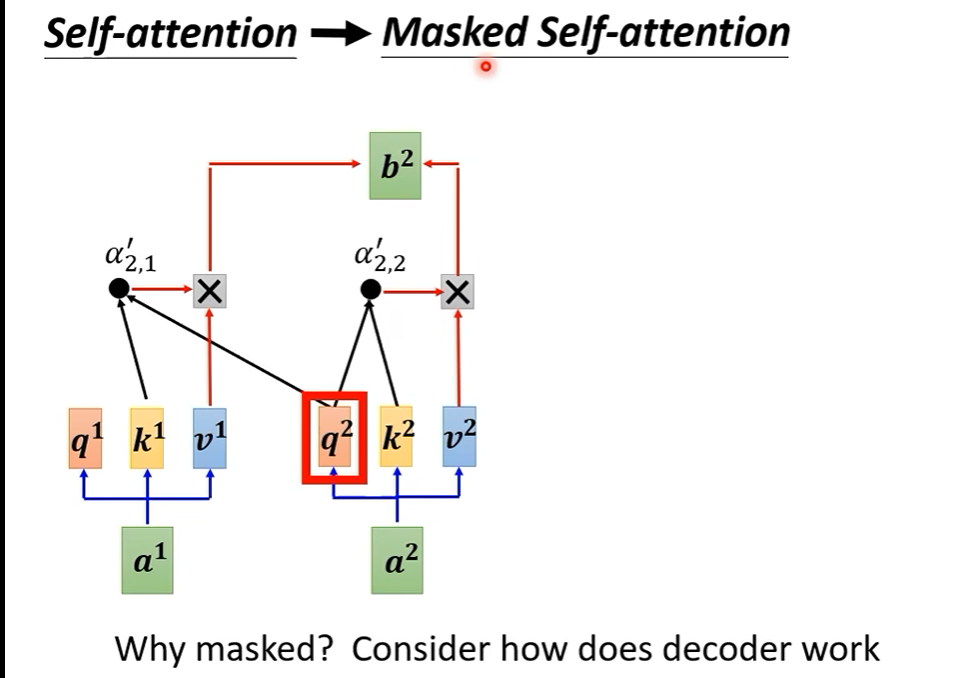 Self-attention → Masked Self-attention
b²
α′₂,₁ α′₂,₂
q¹ k¹ v¹ q² k² v²
a¹ a²
Why masked? Consider how does decoder work